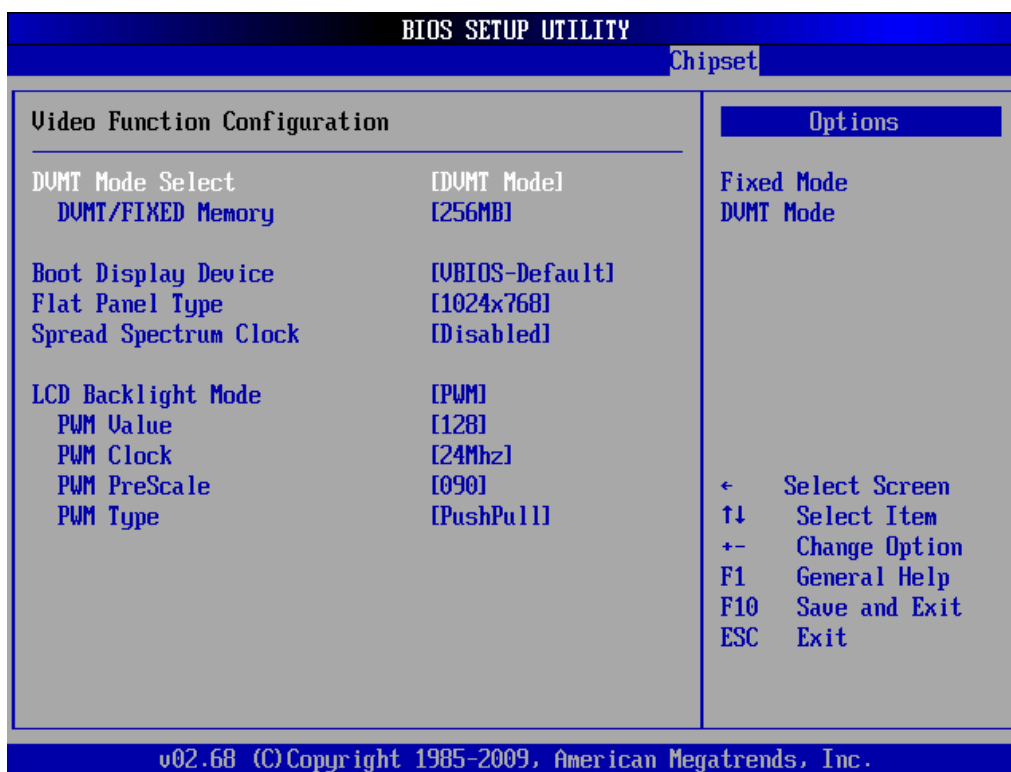 BIOS SETUP UTILITY
Chipset
Video Function Configuration
DVMT Mode Select [DVMT Mode]
DVMT/FIXED Memory [256MB]
Boot Display Device [VBIOS-Default]
Flat Panel Type [1024x768]
Spread Spectrum Clock [Disabled]
LCD Backlight Mode [PWM]
PWM Value [128]
PWM Clock [24Mhz]
PWM PreScale [090]
PWM Type [PushPull]
Options
Fixed Mode
DVMT Mode
← Select Screen
↑↓ Select Item
+- Change Option
F1 General Help
F10 Save and Exit
ESC Exit
v02.68 (C)Copyright 1985-2009, American Megatrends, Inc.